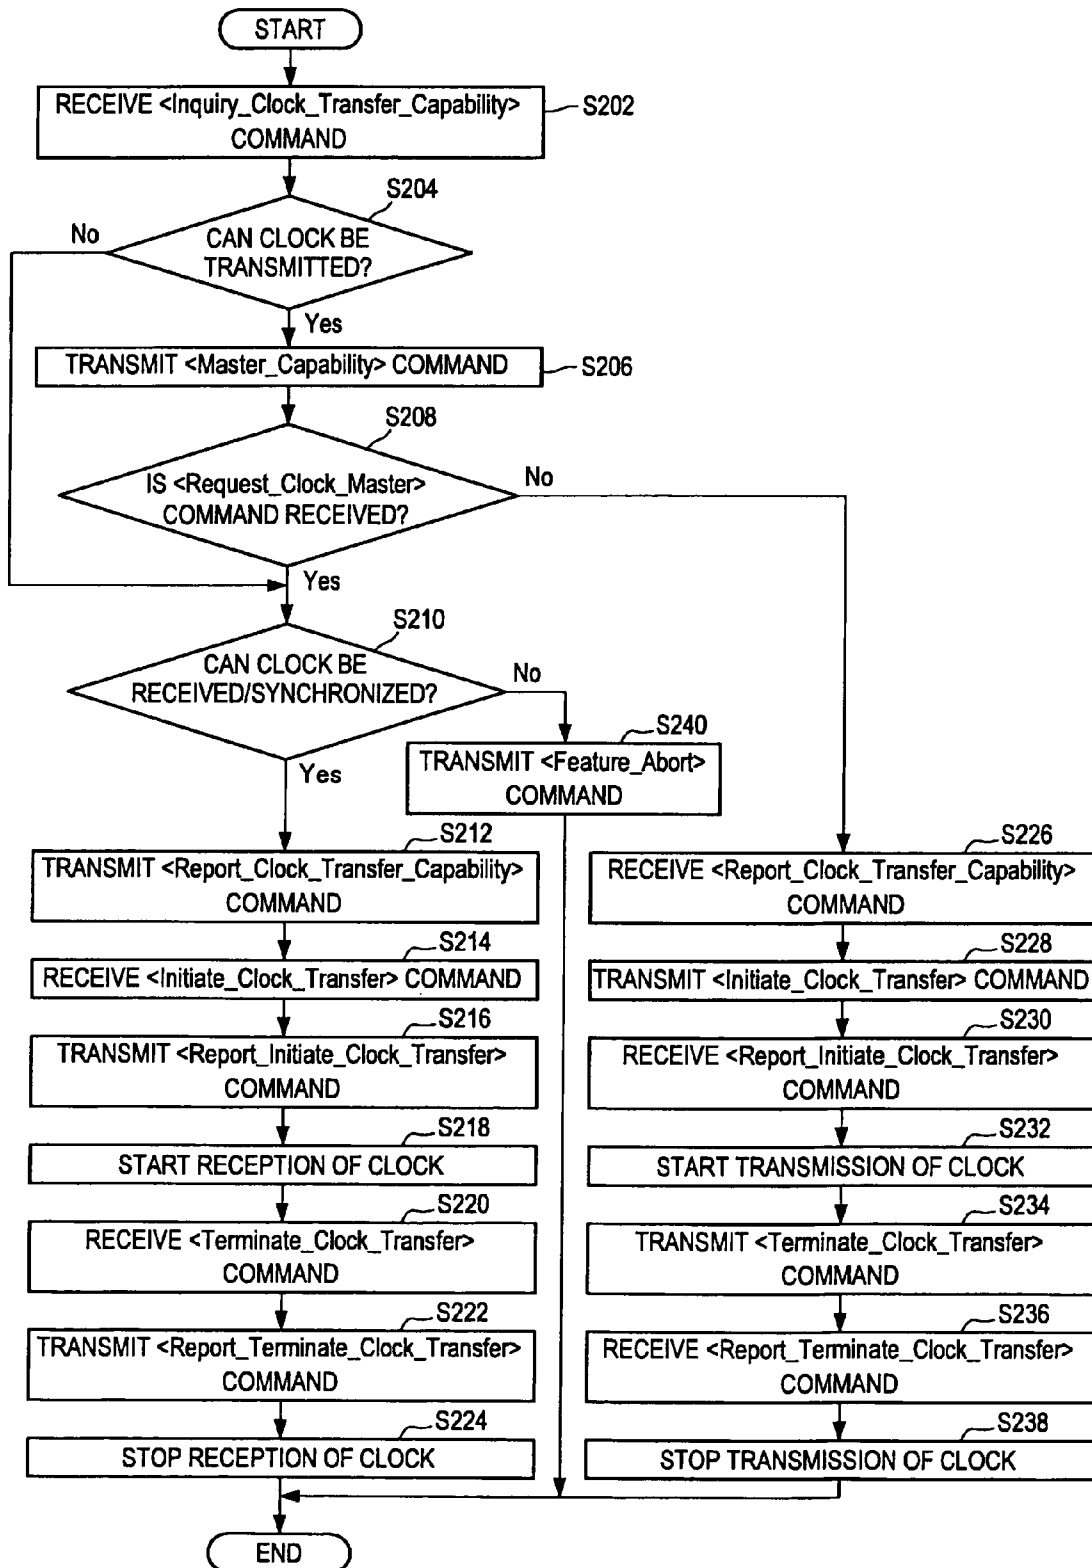 START
RECEIVE <Inquiry_Clock_Transfer_Capability>
COMMAND
S202
S204
No
CAN CLOCK BE
TRANSMITTED?
Yes
TRANSMIT <Master_Capability> COMMAND
S206
S208
IS <Request_Clock_Master>
COMMAND RECEIVED?
No
Yes
S210
CAN CLOCK BE
RECEIVED/SYNCHRONIZED?
No
S240
TRANSMIT <Feature_Abort>
COMMAND
Yes
S212
TRANSMIT <Report_Clock_Transfer_Capability>
COMMAND
S214
RECEIVE <Initiate_Clock_Transfer> COMMAND
S216
TRANSMIT <Report_Initiate_Clock_Transfer>
COMMAND
S218
START RECEPTION OF CLOCK
S220
RECEIVE <Terminate_Clock_Transfer>
COMMAND
S222
TRANSMIT <Report_Terminate_Clock_Transfer>
COMMAND
S224
STOP RECEPTION OF CLOCK
S226
RECEIVE <Report_Clock_Transfer_Capability>
COMMAND
S228
TRANSMIT <Initiate_Clock_Transfer> COMMAND
S230
RECEIVE <Report_Initiate_Clock_Transfer>
COMMAND
S232
START TRANSMISSION OF CLOCK
S234
TRANSMIT <Terminate_Clock_Transfer>
COMMAND
S236
RECEIVE <Report_Terminate_Clock_Transfer>
COMMAND
S238
STOP TRANSMISSION OF CLOCK
END